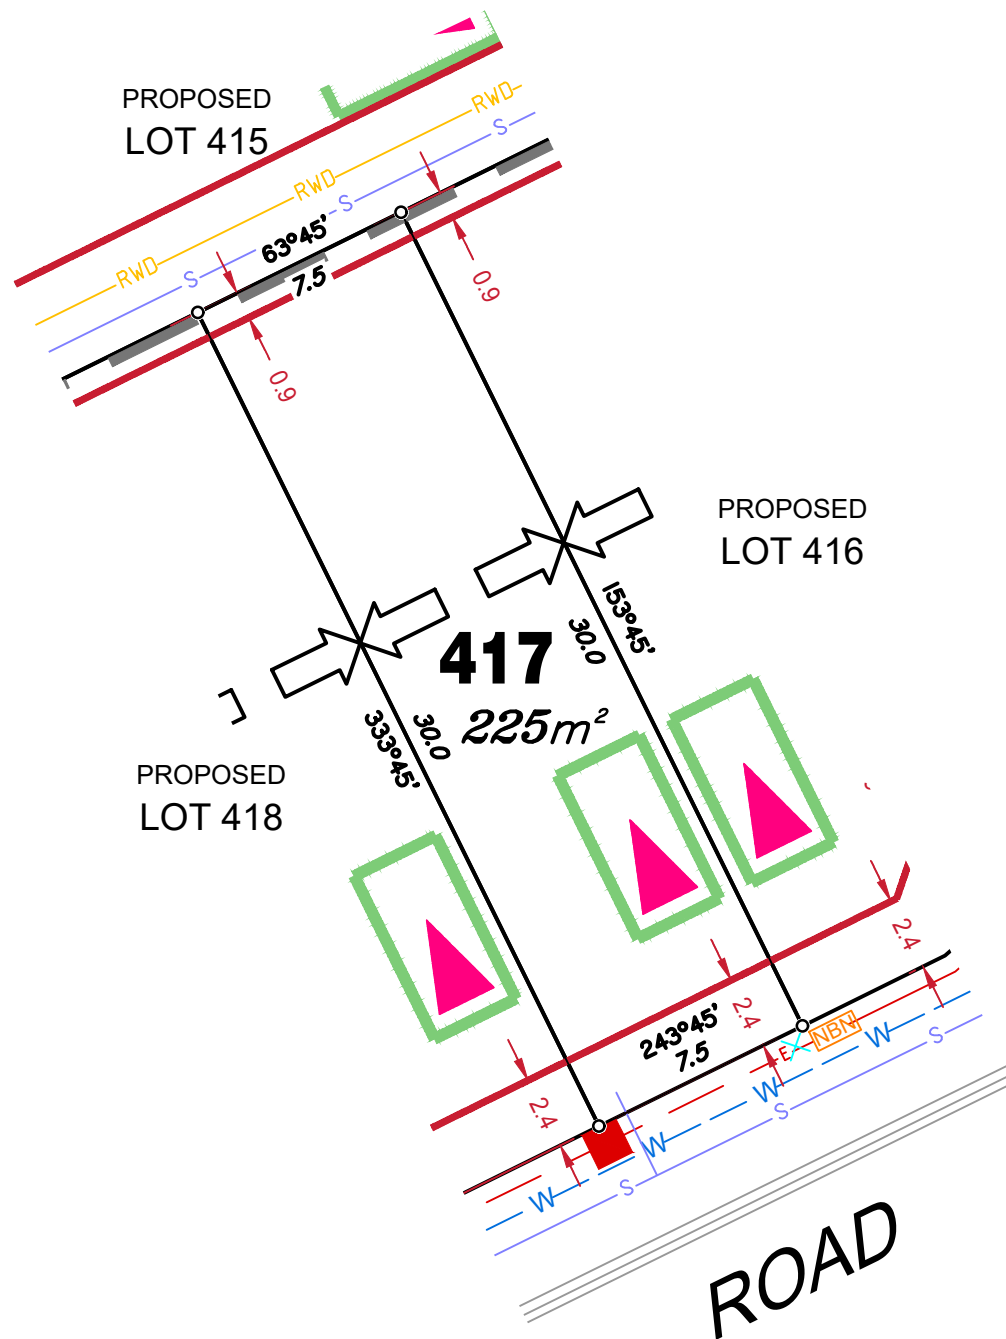 PROPOSED
LOT 415
RWD
RWD
RWD
S
S
S
63°45'
7.5
0.9
0.9
PROPOSED
LOT 416
153°45'
30.0
417
225m²
333°45'
30.0
PROPOSED
LOT 418
2.4
2.4
2.4
243°45'
7.5
E
NBN
W
W
W
W
S
S
S
ROAD